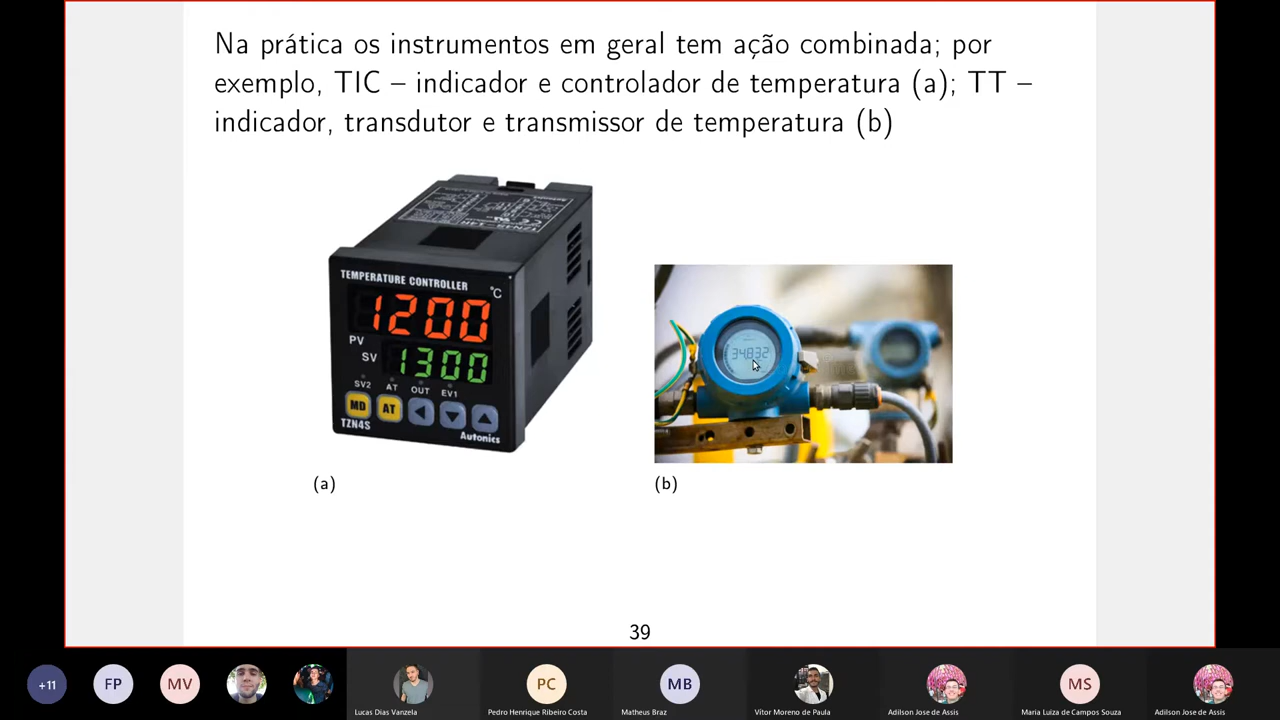 Na prática os instrumentos em geral tem ação combinada; por
exemplo, TIC – indicador e controlador de temperatura (a); TT –
indicador, transdutor e transmissor de temperatura (b)
TEMPERATURE CONTROLLER
°C
1200
PV
SV 1300
SV2 AT OUT EV1
MD AT
TZN4S
Autonics
34.832
(a)
(b)
39
+11
FP
MV
PC
MB
MS
Lucas Dias Vanzela
Pedro Henrique Ribeiro Costa
Matheus Braz
Vítor Moreno de Paula
Adilson Jose de Assis
Maria Luiza de Campos Souza
Adilson Jose de Assis